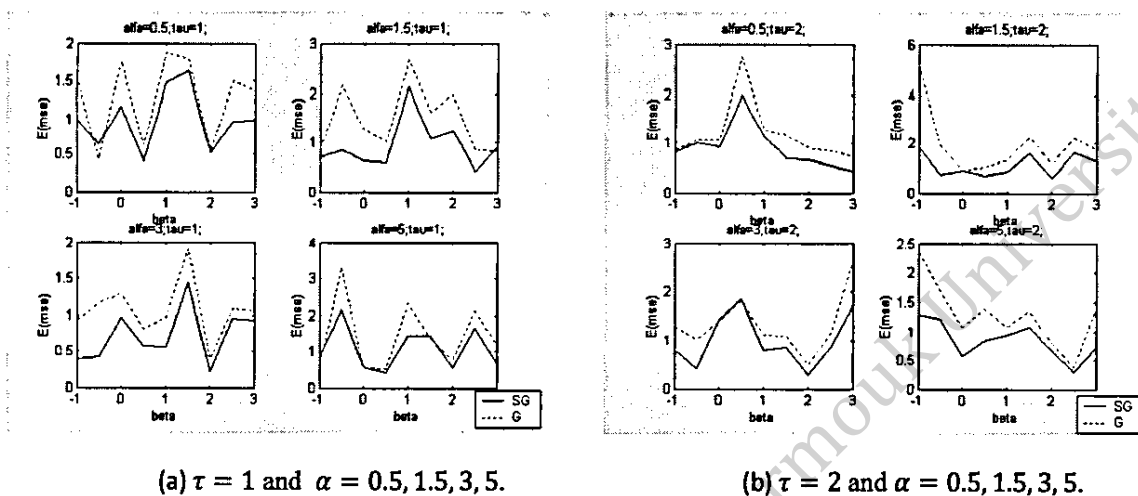 alfa=0.5;tau=1;
alfa=1.5;tau=1;
E(mse)
2
1.5
1
0.5
0
-1 0 1 2 3
beta
3
2
1
0
-1 0 1 2 3
beta
alfa=3;tau=1;
alfa=5;tau=1;
E(mse)
2
1.5
1
0.5
0
-1 0 1 2 3
beta
E(mse)
4
3
2
1
0
-1 0 1 2 3
beta
SG
G
(a) τ = 1 and α = 0.5, 1.5, 3, 5.
alfa=0.5;tau=2;
alfa=1.5;tau=2;
E(mse)
3
2
1
0
-1 0 1 2 3
beta
E(mse)
6
4
2
0
-1 0 1 2 3
beta
alfa=3;tau=2;
alfa=5;tau=2;
E(mse)
3
2
1
0
-1 0 1 2 3
beta
E(mse)
2.5
2
1.5
1
0.5
0
-1 0 1 2 3
beta
SG
G
(b) τ = 2 and α = 0.5, 1.5, 3, 5.